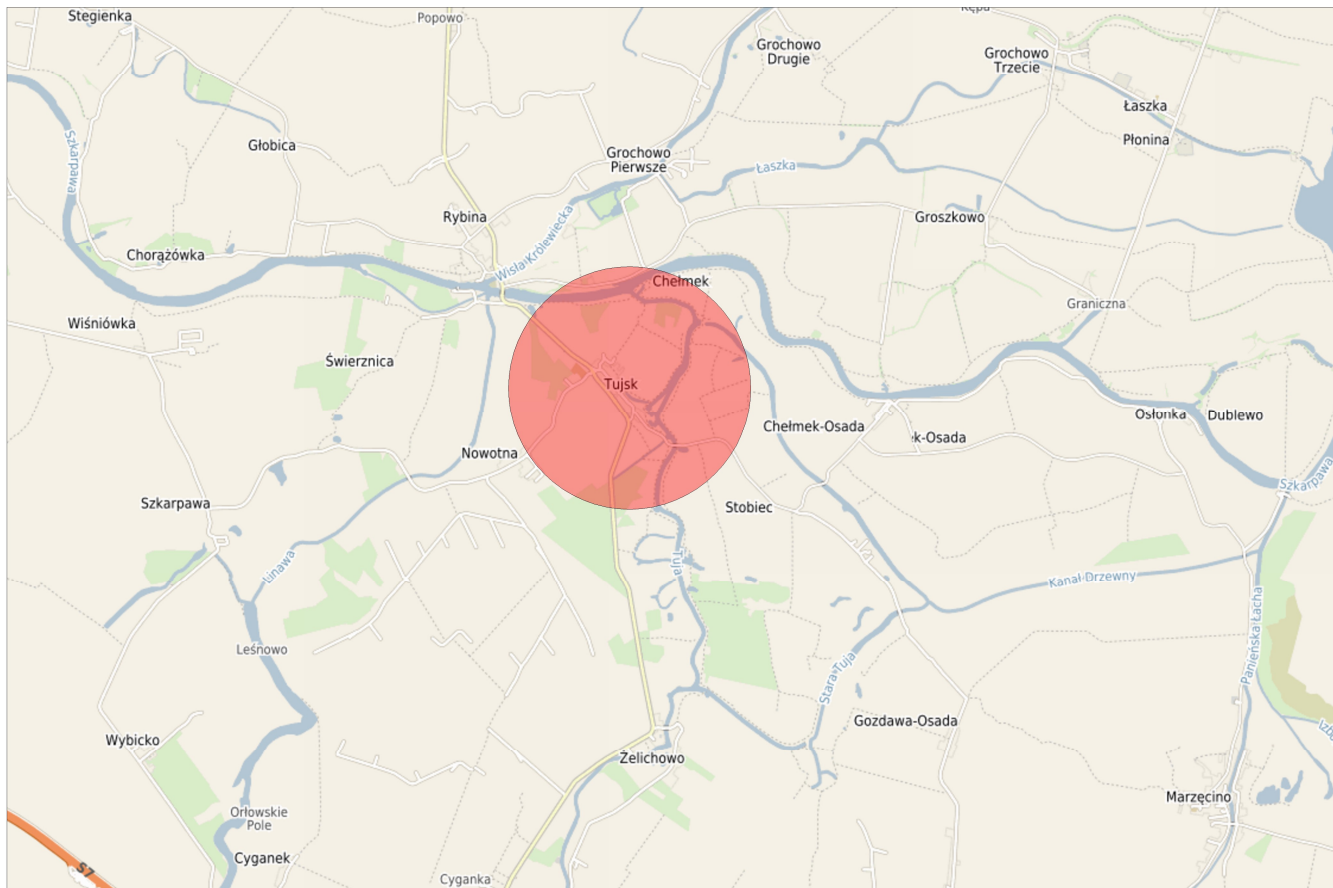 Stegienka
Popowo
Kępa
Grochowo
Drugie
Grochowo
Trzecie
Łaszka
Szkarpawa
Głobica
Płonina
Grochowo
Pierwsze
Łaszka
Rybina
Groszkowo
Wisła Królewiecka
Chorążówka
Chełmek
Graniczna
Wiśniówka
Świerznica
Tujsk
Osłonka
Dublewo
Chełmek-Osada
k-Osada
Nowotna
Szkarpawa
Szkarpawa
Stobiec
Linawa
Tuja
Kanał Drzewny
Panieńska Łacha
Leśnowo
Stara Tuja
Gozdawa-Osada
Izb
Wybicko
Żelichowo
Marzęcino
Orłowskie
Pole
Cyganek
S7
Cyganka